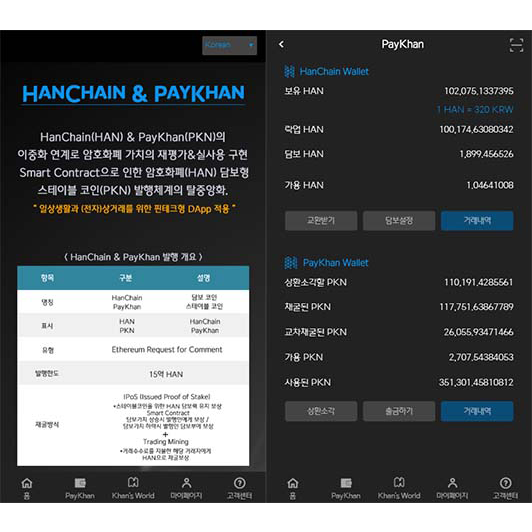 Korean
HANCHAIN & PAYKHAN
HanChain(HAN) & PayKhan(PKN)의
이중화 연계로 암호화폐 가치의 재평가&실사용 구현
Smart Contract으로 인한 암호화폐(HAN) 담보형
스테이블 코인(PKN) 발행체계의 탈중앙화.
" 일상생활과 (전자)상거래를 위한 핀테크형 DApp 적용 "
< HanChain & PayKhan 발행 개요 >
항목 구분 설명
명칭 HanChain PayKhan 담보 코인 스테이블 코인
표시 HAN PKN HanChain PayKhan
유형 Ethereum Request for Comment
발행한도 15억 HAN
채굴방식
IPoS (Issued Proof of Stake)
*스테이블코인을 위한 HAN 담보력 유지 보상
Smart Contract
담보가치 상승시 발행인에게 보상 /
담보가치 하락시 발행인 담보부여 보상
+
Trading Mining
*거래수수료를 지불한 해당 거래자에게
HAN으로 채굴보상
홈 PayKhan Khan's World 마이페이지 고객센터
PayKhan
HanChain Wallet
보유 HAN 102,075,1337395
1 HAN = 320 KRW
락업 HAN 100,174,63080342
담보 HAN 1,899,456526
가용 HAN 1,04641008
교환받기 담보설정 거래내역
PayKhan Wallet
상환소각할 PKN 110,191,4285561
채굴된 PKN 117,751,63867789
교차채굴된 PKN 26,055,93471466
가용 PKN 2,707,54384053
사용된 PKN 351,301,45810812
상환소각 출금하기 거래내역
홈 PayKhan Khan's World 마이페이지 고객센터